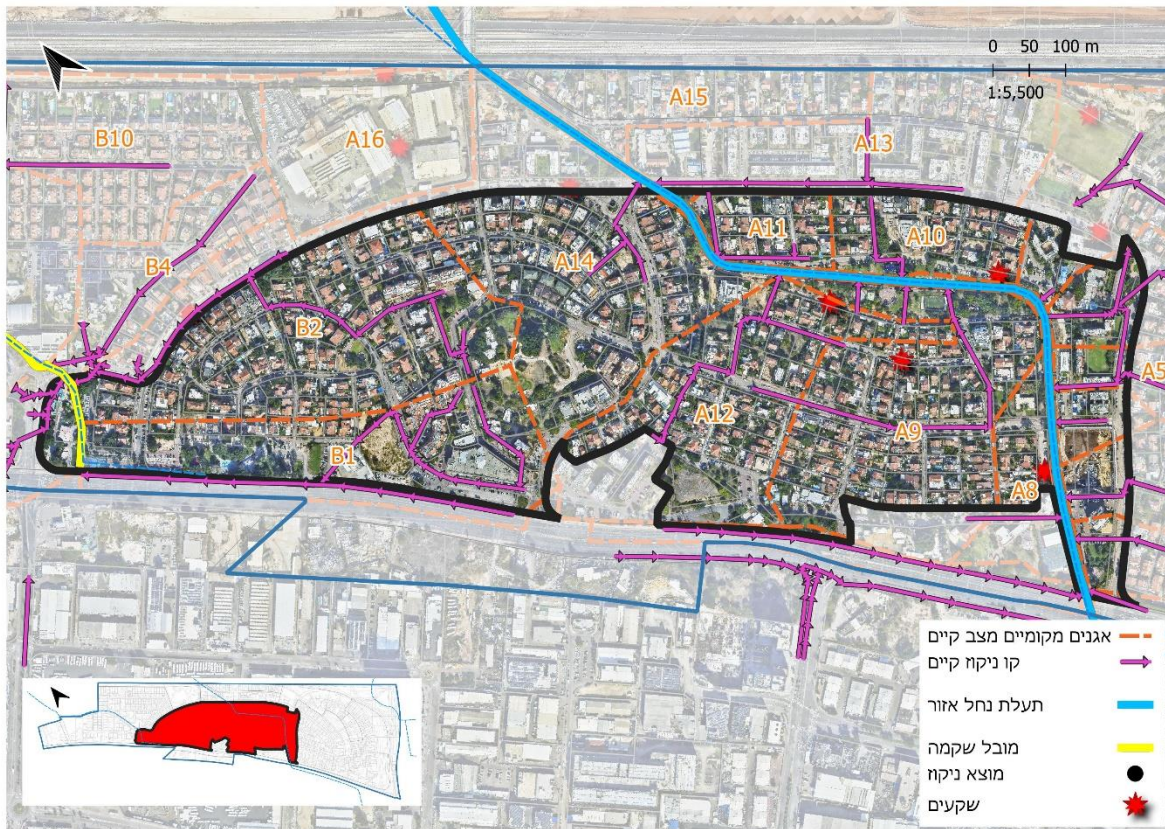 0 50 100 m
1:5,500
A15
B10
A16
A13
A11
A10
A14
B4
B2
A5
A12
A9
B1
A8
אגנים מקומיים מצב קיים
קו ניקוז קיים
תעלת נחל אזור
מובל שקמה
מוצא ניקוז
שקעים